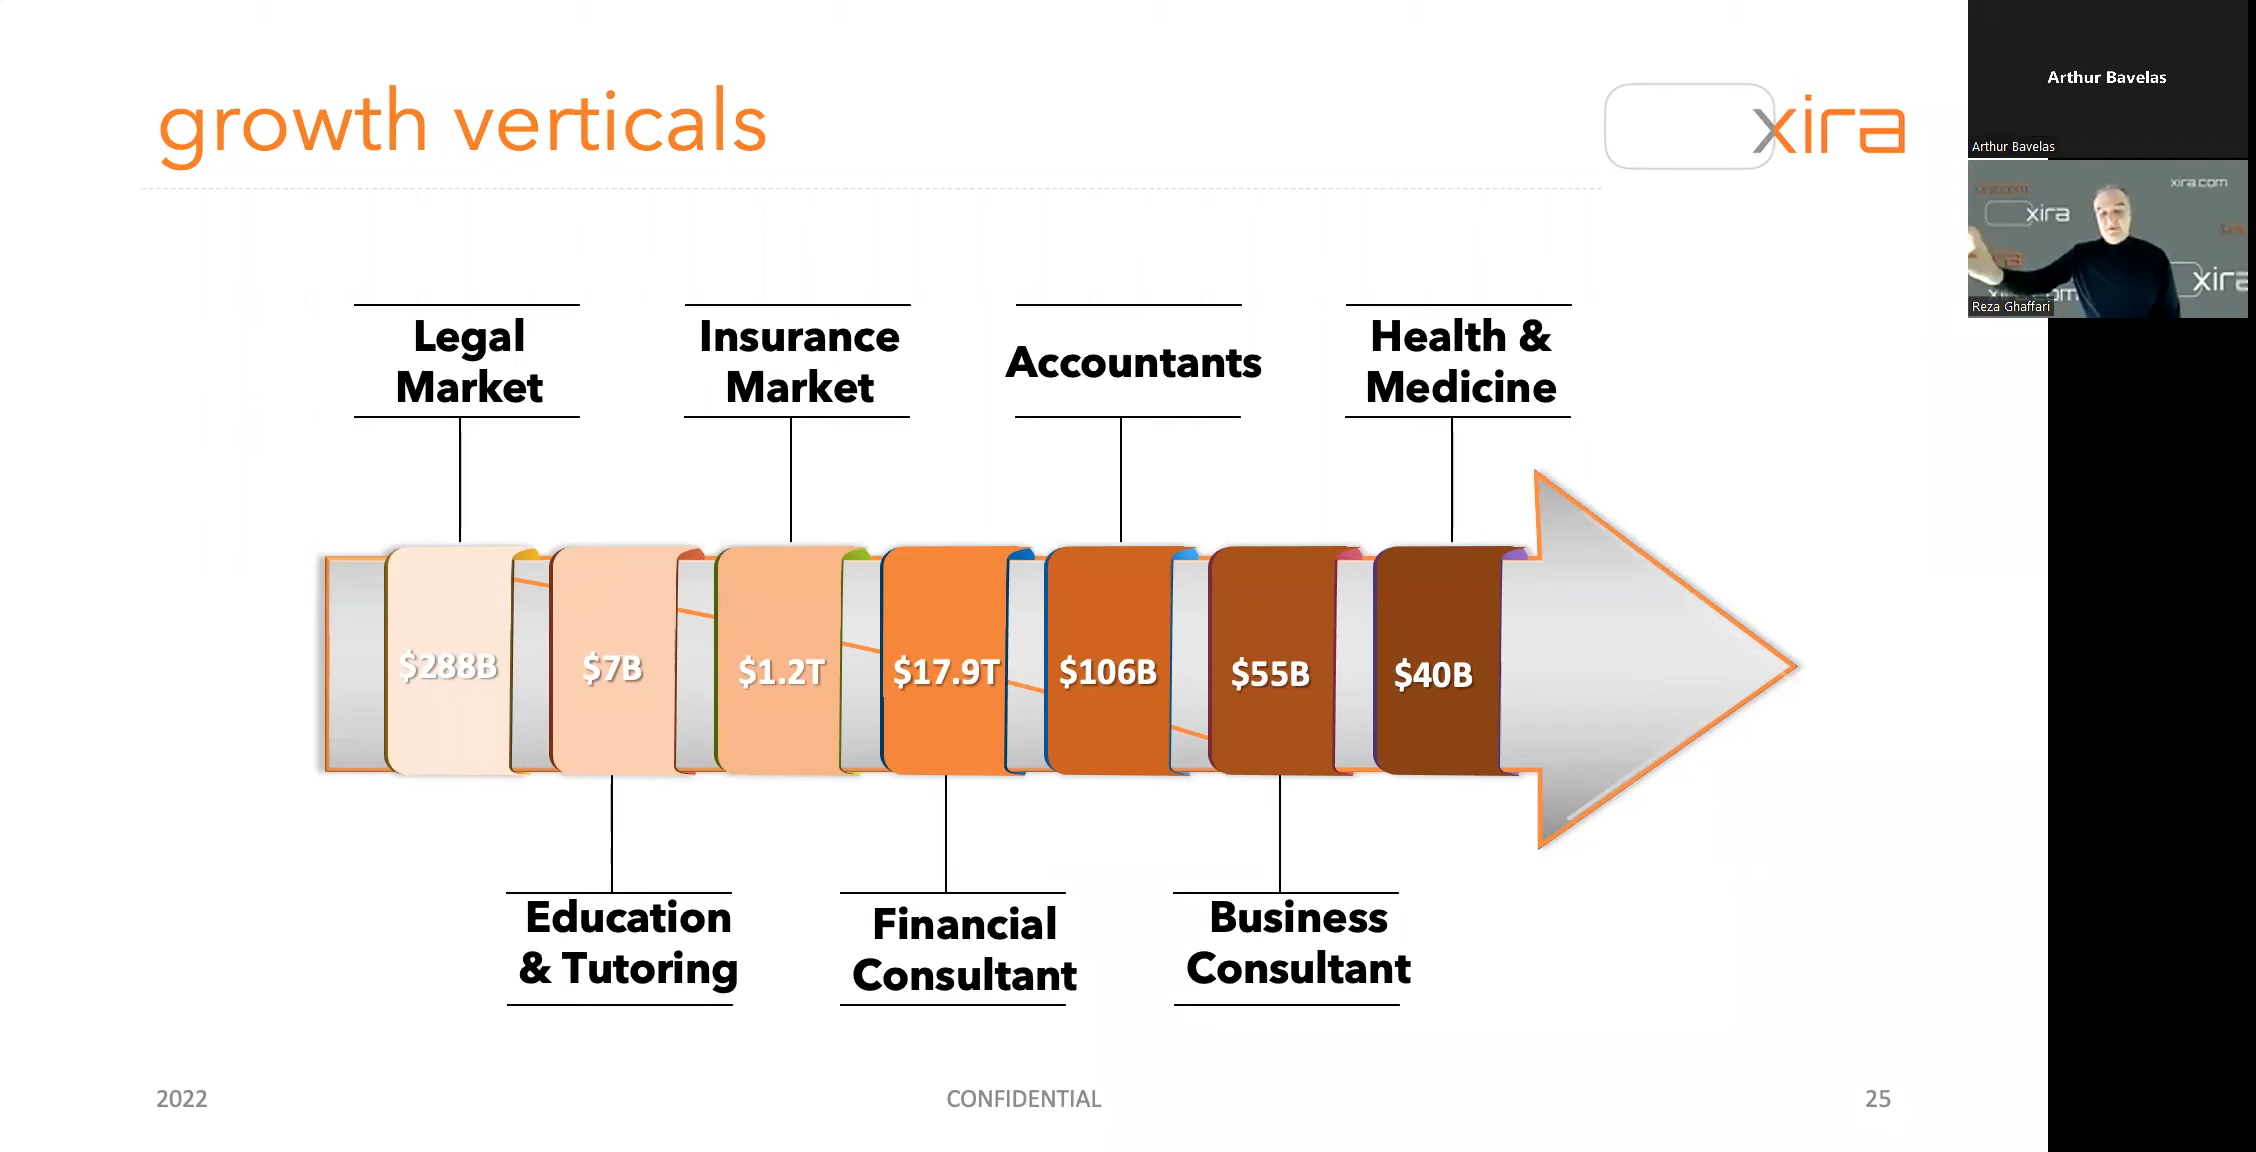 growth verticals
xira
Arthur Bavelas
Arthur Bavelas
xira.com
xira
xira
Reza Ghaffari
Legal
Market
Insurance
Market
Accountants
Health &
Medicine
$288B
$7B
$1.2T
$17.9T
$106B
$55B
$40B
Education
& Tutoring
Financial
Consultant
Business
Consultant
2022
CONFIDENTIAL
25